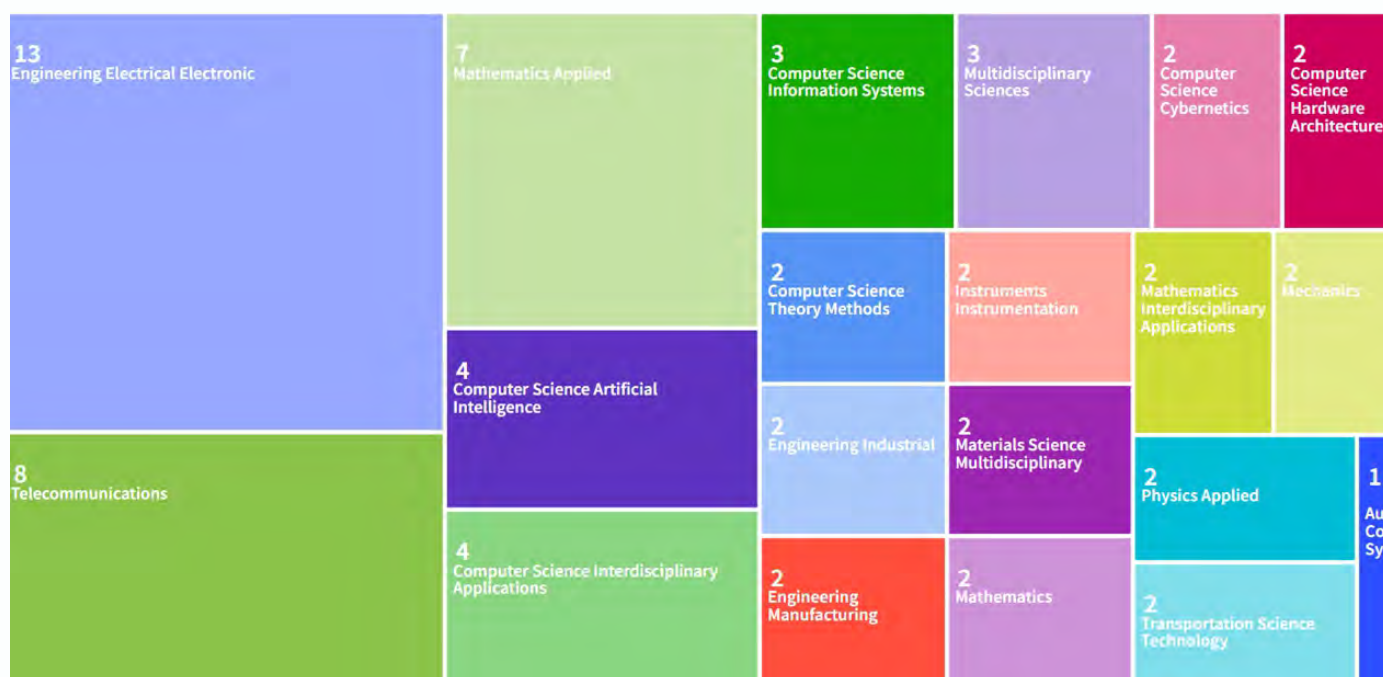 13
Engineering Electrical Electronic
8
Telecommunications
7
Mathematics Applied
4
Computer Science Artificial
Intelligence
4
Computer Science Interdisciplinary
Applications
3
Computer Science
Information Systems
3
Multidisciplinary
Sciences
2
Computer
Science
Cybernetics
2
Computer
Science
Hardware
Architecture
2
Computer Science
Theory Methods
2
Instruments
Instrumentation
2
Mathematics
Interdisciplinary
Applications
2
Mechanics
2
Engineering Industrial
2
Materials Science
Multidisciplinary
2
Physics Applied
1
Au
Co
Sy
2
Engineering
Manufacturing
2
Mathematics
2
Transportation Science
Technology